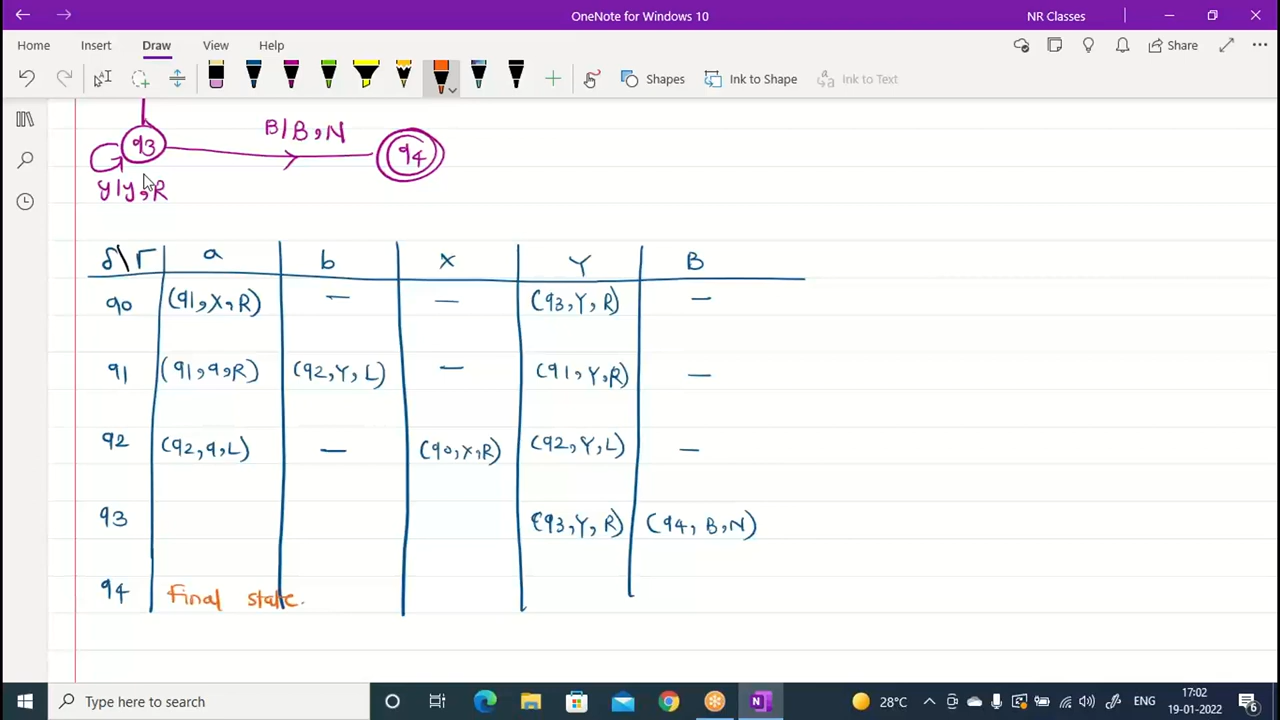 OneNote for Windows 10
NR Classes
Home Insert Draw View Help
Share
Shapes
Ink to Shape
Ink to Text
q3 B/B,N q4
y/y,R
δ\Γ a b X Y B
q0 (q1,X,R) — — (q3,Y,R) —
q1 (q1,a,R) (q2,Y,L) — (q1,Y,R) —
q2 (q2,a,L) — (q0,X,R) (q2,Y,L) —
q3 (q3,Y,R) (q4,B,N)
q4 Final state.
Type here to search
28°C
ENG
17:02
19-01-2022
6